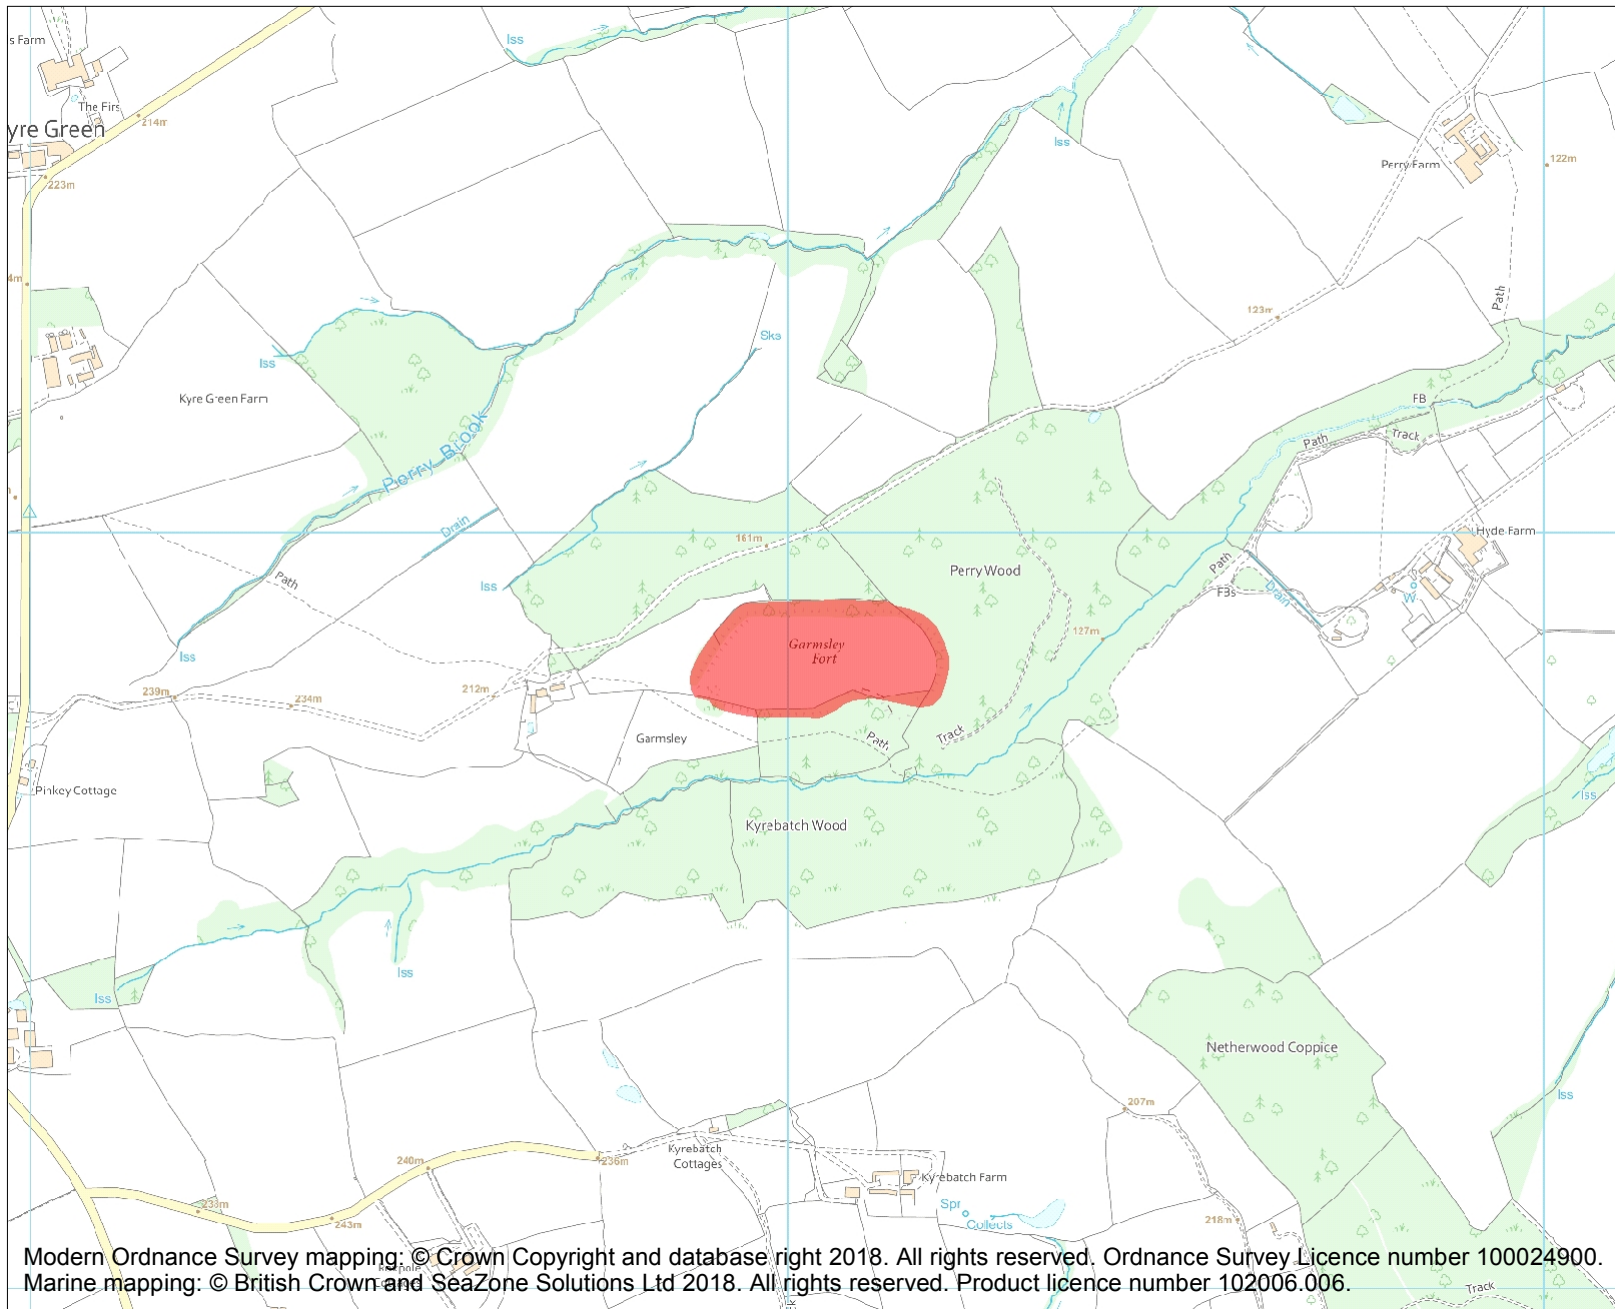 s Farm
Iss
The Firs
214m
yre Green
223m
Perry Farm
122m
Iss
4m
Path
123m
Sks
Iss
Kyre Green Farm
FB
Perry Brook
Path
Track
Drain
161m
Hyde Farm
Perry Wood
Path
Path
Iss
Drain
W
127m
Garmsley
Fort
Iss
239m
234m
212m
Garmsley
Path
Track
Pinkey Cottage
Iss
Kyrebatch Wood
Iss
Iss
Netherwood Coppice
Iss
207m
Kyrebatch
Cottages
240m
236m
Kyrebatch Farm
233m
243m
Spr
Collects
218m
Modern Ordnance Survey mapping: © Crown Copyright and database right 2018. All rights reserved. Ordnance Survey Licence number 100024900.
Marine mapping: © British Crown and SeaZone Solutions Ltd 2018. All rights reserved. Product licence number 102006.006.
Track